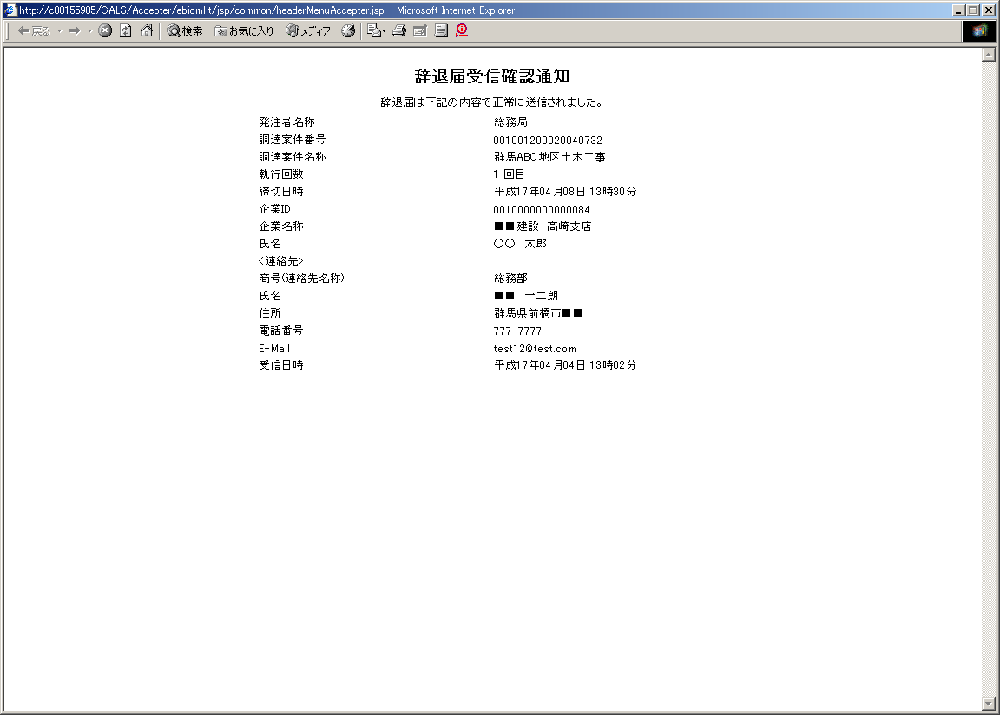 http://c00155985/CALS/Accepter/ebidmlit/jsp/common/headerMenuAccepter.jsp - Microsoft Internet Explorer
戻る 検索 お気に入り メディア
辞退届受信確認通知
辞退届は下記の内容で正常に送信されました。
発注者名称 総務局
調達案件番号 001001200020040732
調達案件名称 群馬ABC地区土木工事
執行回数 1 回目
締切日時 平成17年04月08日 13時30分
企業ID 0010000000000084
企業名称 ■■建設 高崎支店
氏名 ○○ 太郎
<連絡先>
商号(連絡先名称) 総務部
氏名 ■■ 十二朗
住所 群馬県前橋市■■
電話番号 777-7777
E-Mail test12@test.com
受信日時 平成17年04月04日 13時02分